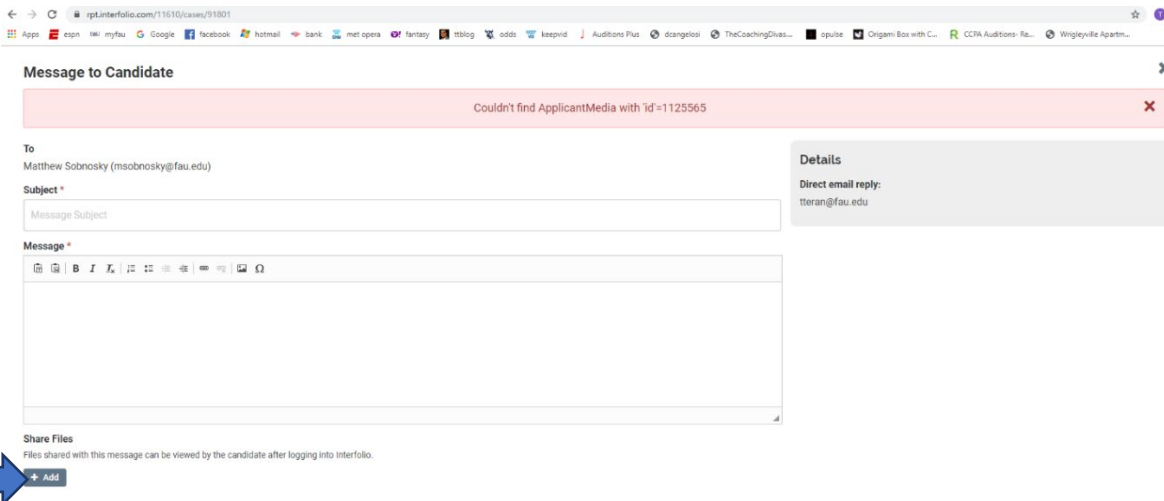 rpt.interfolio.com/11610/cases/91801
Apps espn myfau G Google facebook hotmail bank met opera fantasy ttblog odds keepvid Auditions Plus dcangelosi TheCoachingDivas... opulse Origami Box with C... CCPA Auditions- Re... Wrigleyville Apartm...
Message to Candidate
Couldn't find ApplicantMedia with 'id'=1125565
To
Matthew Sobnosky (msobnosky@fau.edu)
Details
Direct email reply:
tteran@fau.edu
Subject *
Message Subject
Message *
B I Tx Ω
Share Files
Files shared with this message can be viewed by the candidate after logging into Interfolio.
+ Add